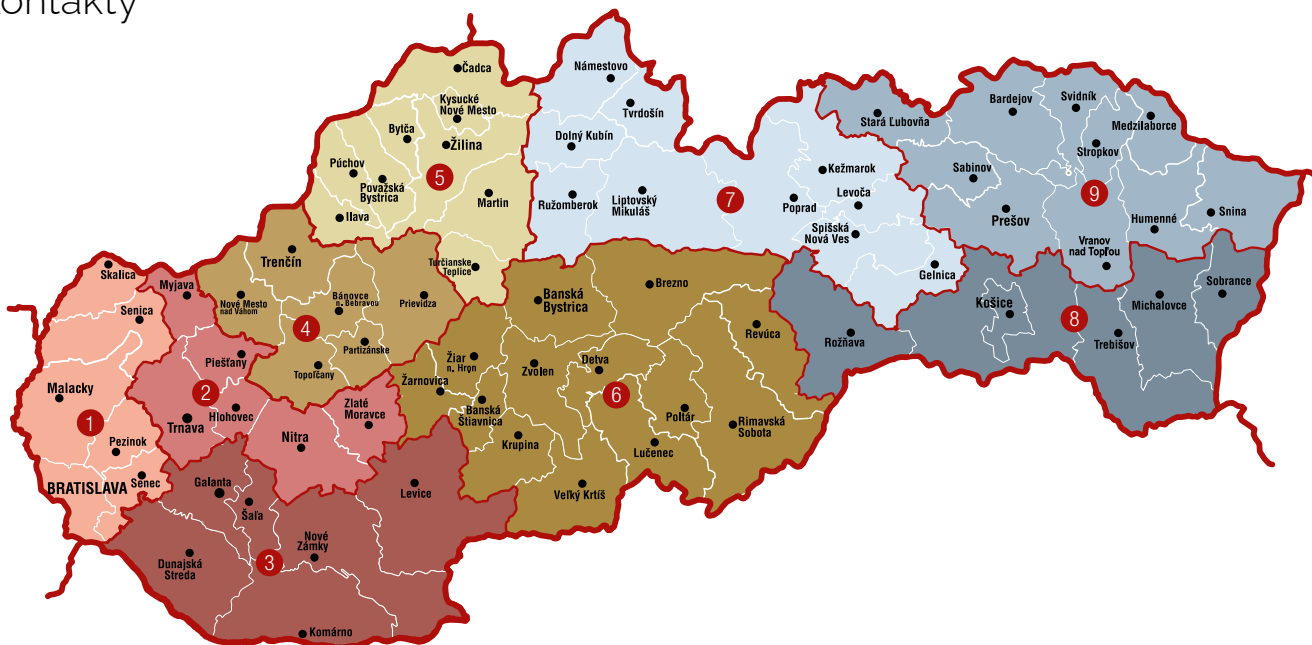 ontakty
Čadca
Kysucké
Nové Mesto
Bytča
Žilina
Púchov
Považská
Bystrica
Ilava
Martin
Turčianske
Teplice
5
Námestovo
Tvrdošín
Dolný Kubín
Ružomberok
Liptovský
Mikuláš
7
Kežmarok
Poprad
Levoča
Spišská
Nová Ves
Gelnica
Stará Ľubovňa
Bardejov
Svidník
Medzilaborce
Stropkov
Sabinov
Prešov
9
Humenné
Snina
Vranov
nad Topľou
Skalica
Senica
Malacky
1
Pezinok
Senec
BRATISLAVA
Myjava
Piešťany
2
Trnava
Hlohovec
Nitra
Zlaté
Moravce
Trenčín
Nové Mesto
nad Váhom
Bánovce
n. Bebravou
Prievidza
4
Partizánske
Topoľčany
Galanta
Šaľa
Levice
Nové
Zámky
3
Dunajská
Streda
Komárno
Banská
Bystrica
Brezno
Revúca
Žiar
n. Hrgn
Žarnovica
Zvolen
Detva
6
Banská
Štiavnica
Krupina
Poltár
Rimavská
Sobota
Lučenec
Veľký Krtíš
Rožňava
Košice
8
Trebišov
Michalovce
Sobrance